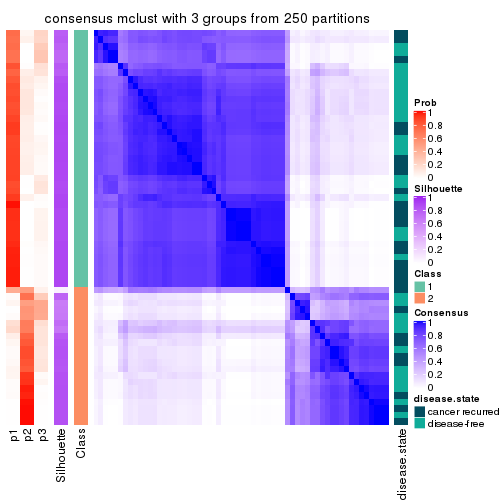 consensus mclust with 3 groups from 250 partitions
Prob
1
0.8
0.6
0.4
0.2
0
Silhouette
1
0.8
0.6
0.4
0.2
0
Class
1
2
Consensus
1
0.8
0.6
0.4
0.2
0
disease.state
cancer recurred
disease-free
p1
p2
p3
Silhouette
Class
disease.state